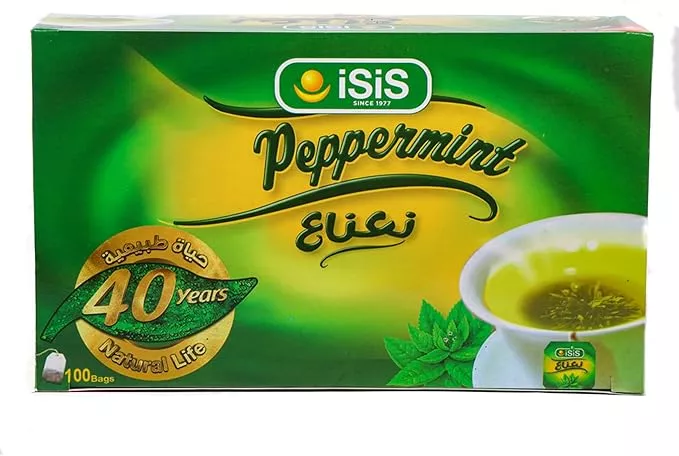 iSiS
SINCE 1977
Peppermint
نعناع
حياة طبيعية
40 Years
Natural Life
100 Bags
iSiS
نعناع